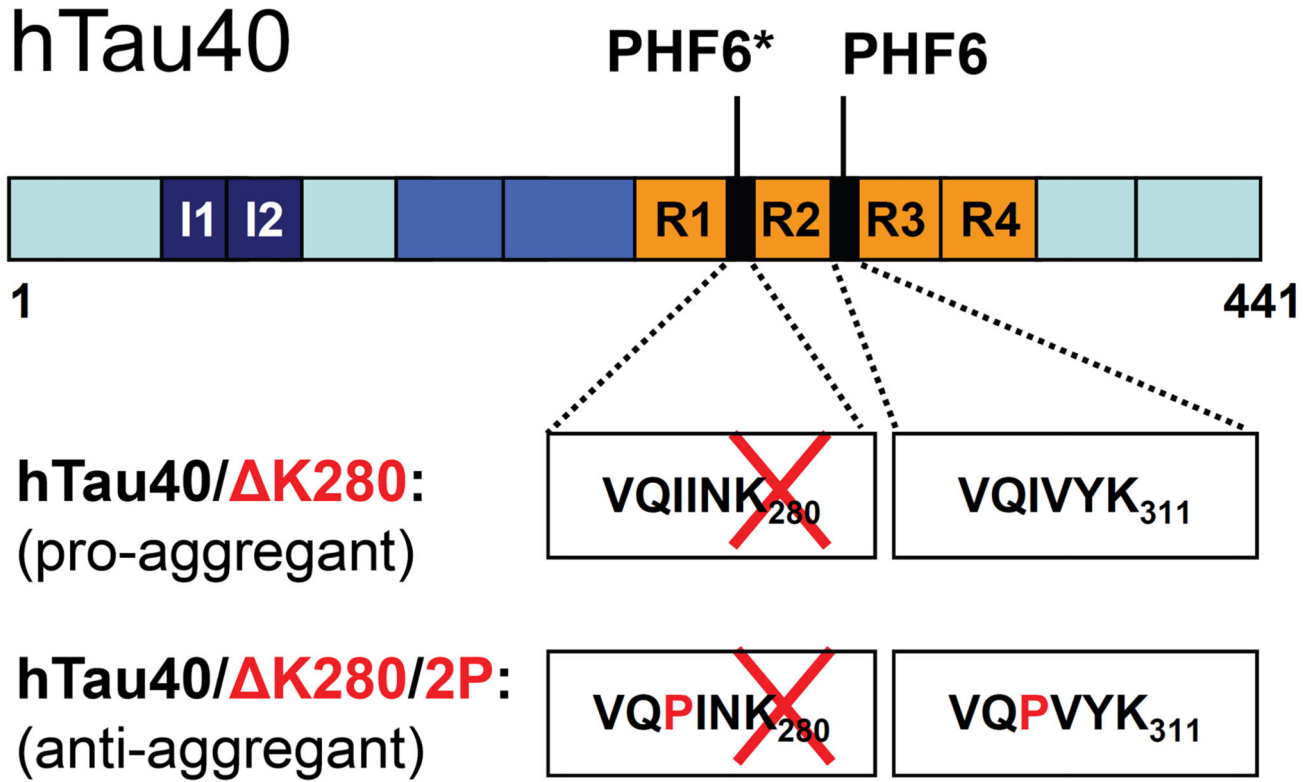 hTau40
PHF6* PHF6
I1 I2 R1 R2 R3 R4
1 441
hTau40/ΔK280: VQIINK280 VQIVYK311
(pro-aggregant)
hTau40/ΔK280/2P: VQPINK280 VQPVYK311
(anti-aggregant)